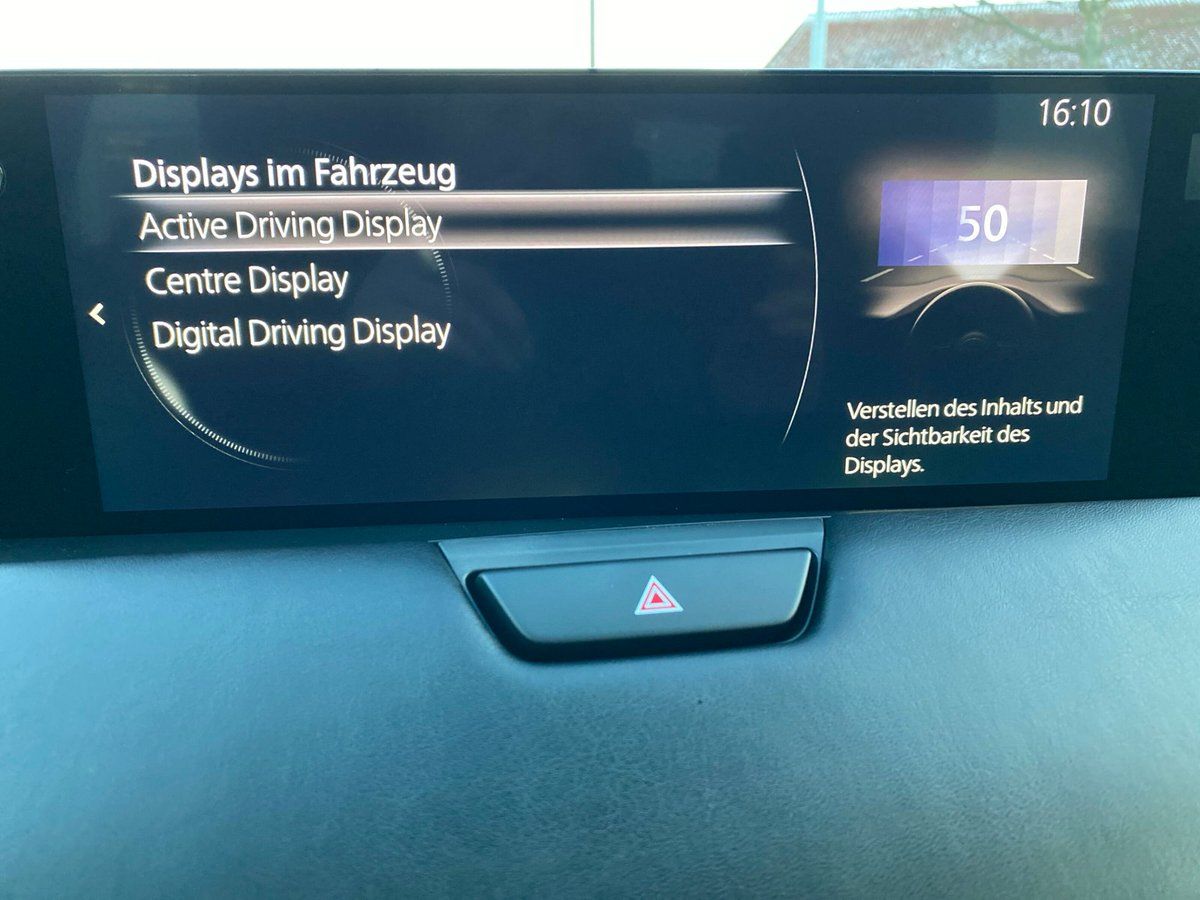 16:10
Displays im Fahrzeug
Active Driving Display
Centre Display
Digital Driving Display
50
Verstellen des Inhalts und
der Sichtbarkeit des
Displays.